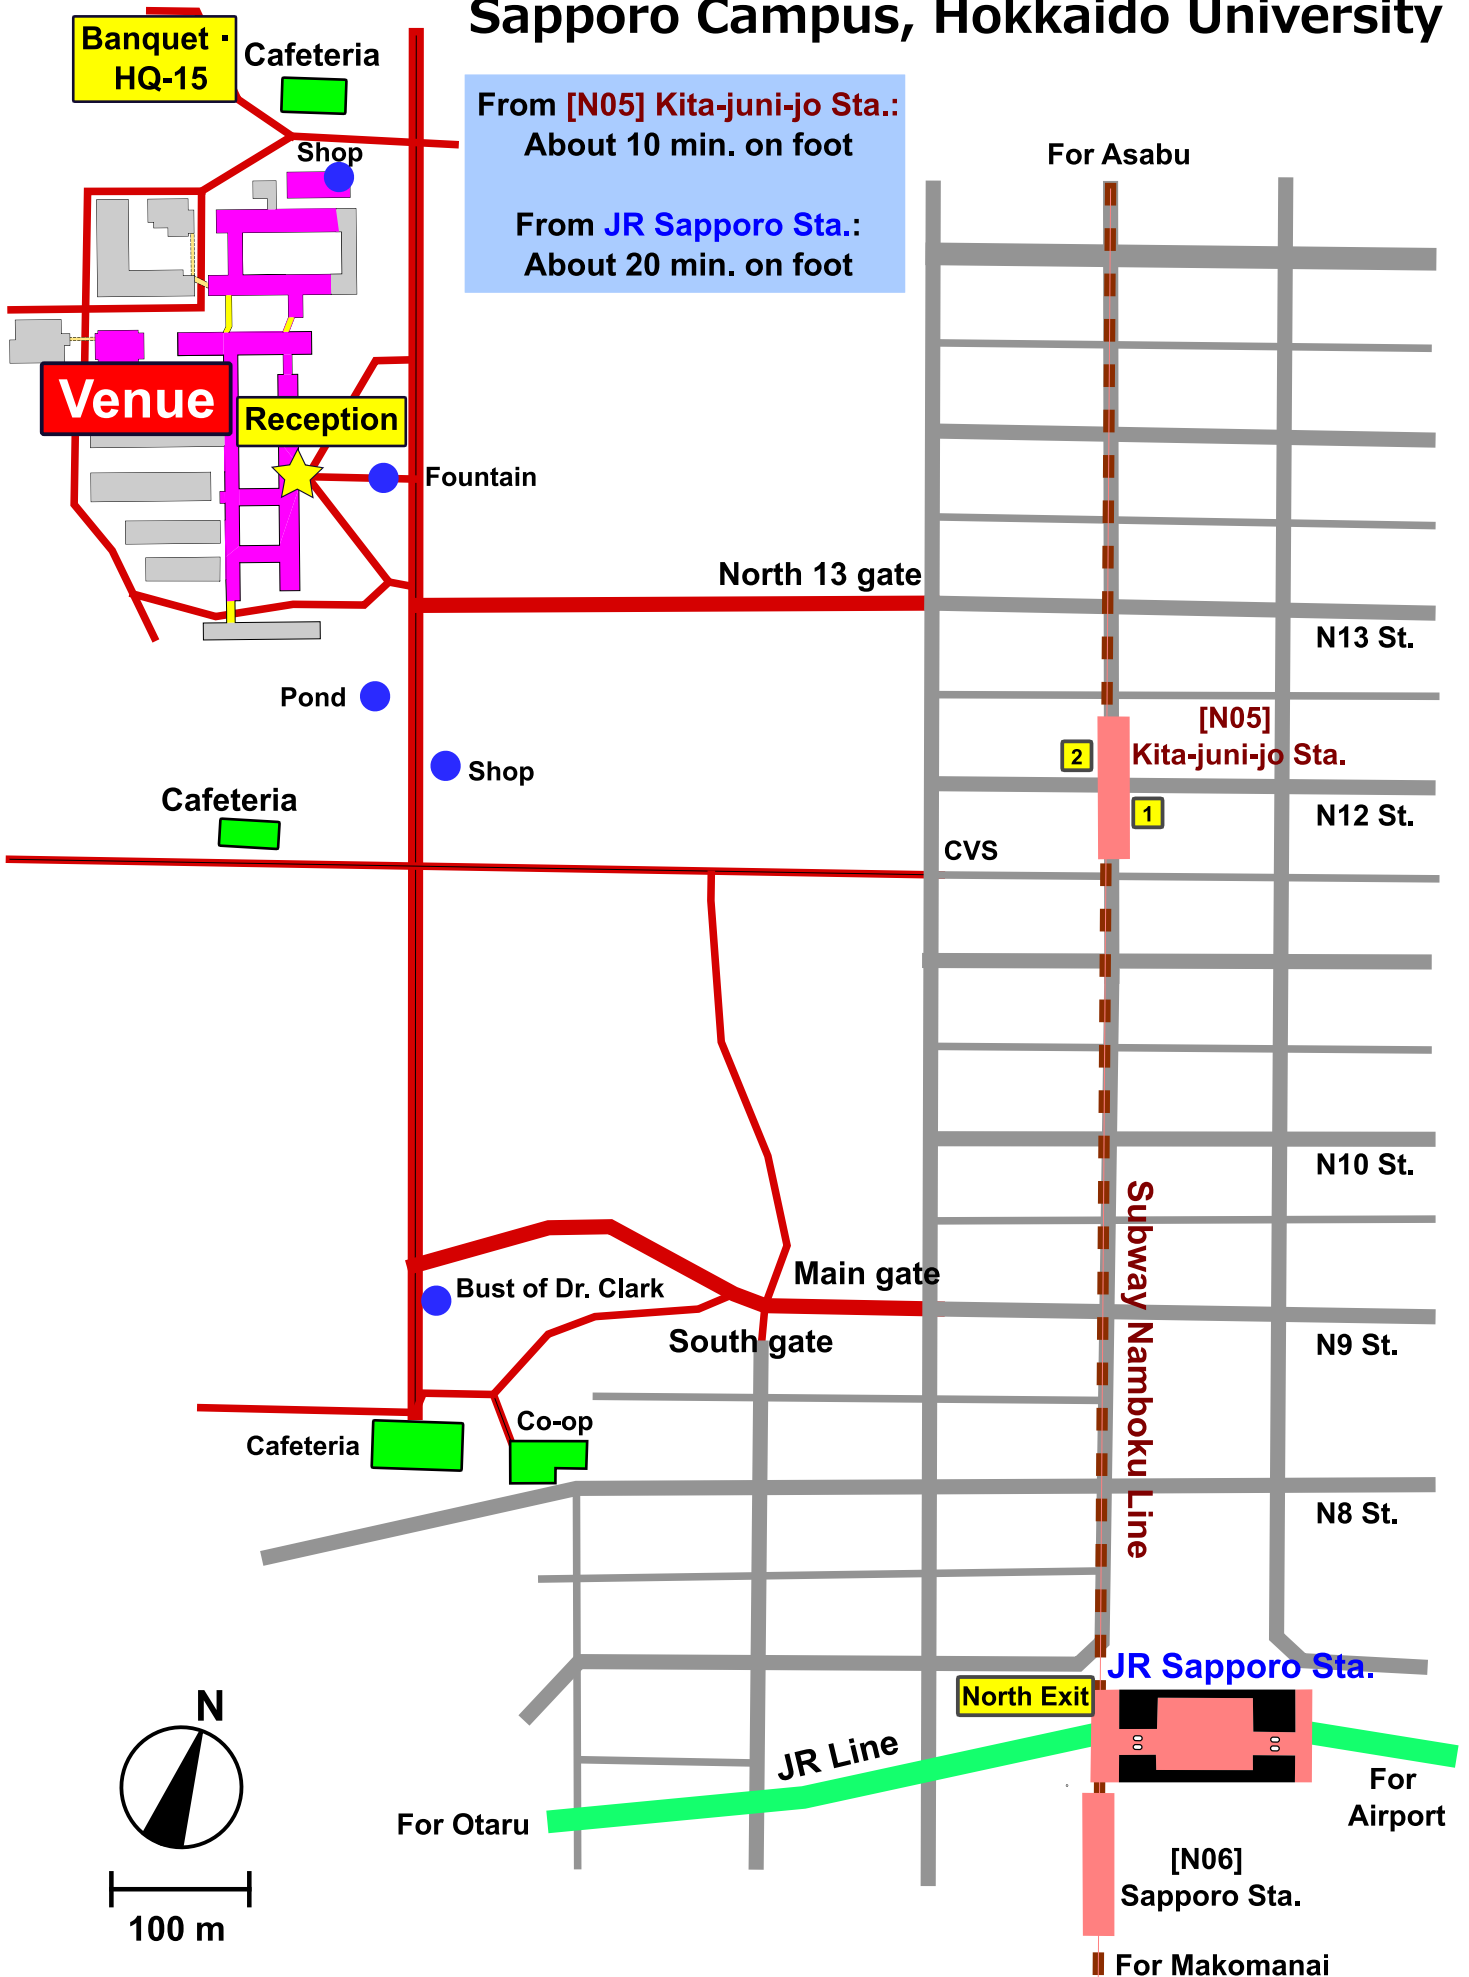 Sapporo Campus, Hokkaido University
Banquet ·
HQ-15
Cafeteria
From [N05] Kita-juni-jo Sta.:
About 10 min. on foot
From JR Sapporo Sta.:
About 20 min. on foot
For Asabu
Shop
Venue
Reception
Fountain
North 13 gate
N13 St.
Pond
[N05]
Kita-juni-jo Sta.
2
Shop
Cafeteria
1
N12 St.
CVS
N10 St.
Subway Namboku Line
Main gate
Bust of Dr. Clark
South gate
N9 St.
Co-op
Cafeteria
N8 St.
JR Sapporo Sta.
North Exit
N
JR Line
For
Airport
For Otaru
[N06]
Sapporo Sta.
100 m
For Makomanai